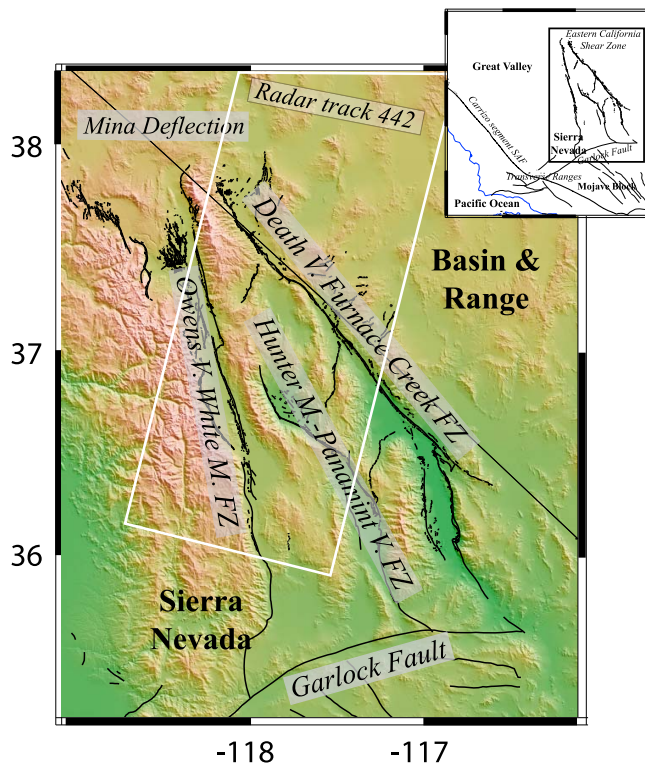 Eastern California
Shear Zone
Great Valley
Carrizo segment SAF
Sierra
Nevada
Garlock Fault
Transverse Ranges
Mojave Block
Pacific Ocean
Radar track 442
Mina Deflection
38
Death V. Furnace Creek FZ
Basin &
Range
Owens V. White M. FZ
Hunter M.-Panamint V. FZ
37
36
Sierra
Nevada
Garlock Fault
-118
-117